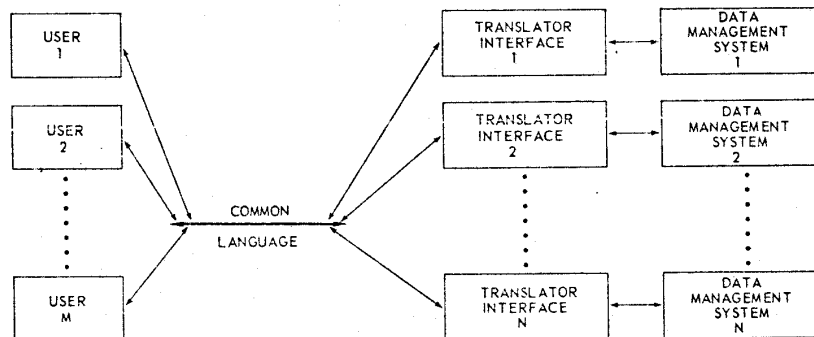 USER
1
TRANSLATOR
INTERFACE
1
DATA
MANAGEMENT
SYSTEM
1
USER
2
TRANSLATOR
INTERFACE
2
DATA
MANAGEMENT
SYSTEM
2
COMMON
LANGUAGE
USER
M
TRANSLATOR
INTERFACE
N
DATA
MANAGEMENT
SYSTEM
N